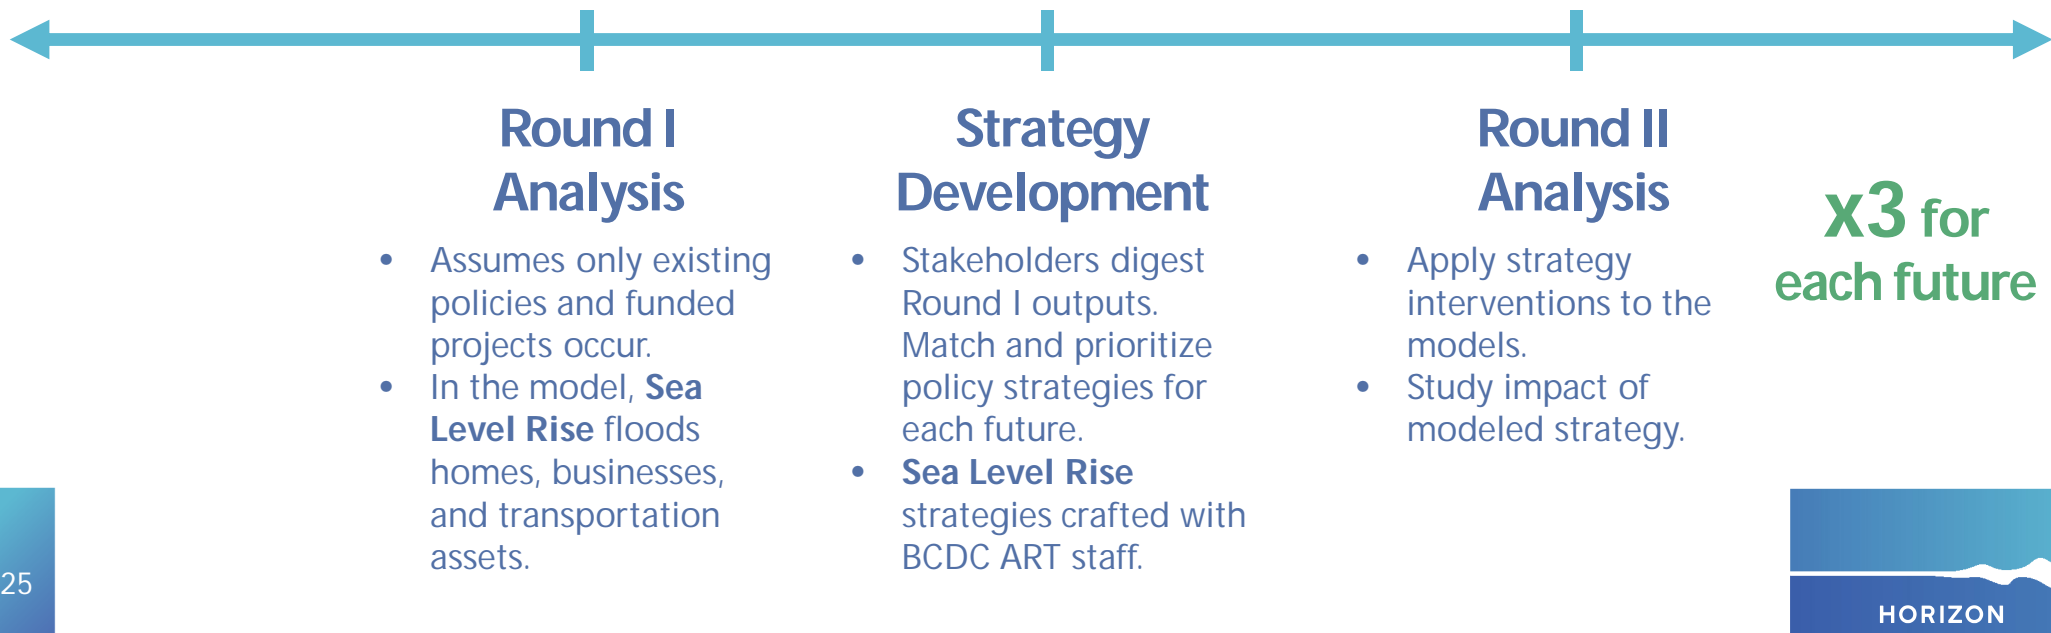 Round I
Analysis
• Assumes only existing
policies and funded
projects occur.
• In the model, Sea
Level Rise floods
homes, businesses,
and transportation
assets.
Strategy
Development
• Stakeholders digest
Round I outputs.
Match and prioritize
policy strategies for
each future.
• Sea Level Rise
strategies crafted with
BCDC ART staff.
Round II
Analysis
• Apply strategy
interventions to the
models.
• Study impact of
modeled strategy.
x3 for
each future
25
HORIZON